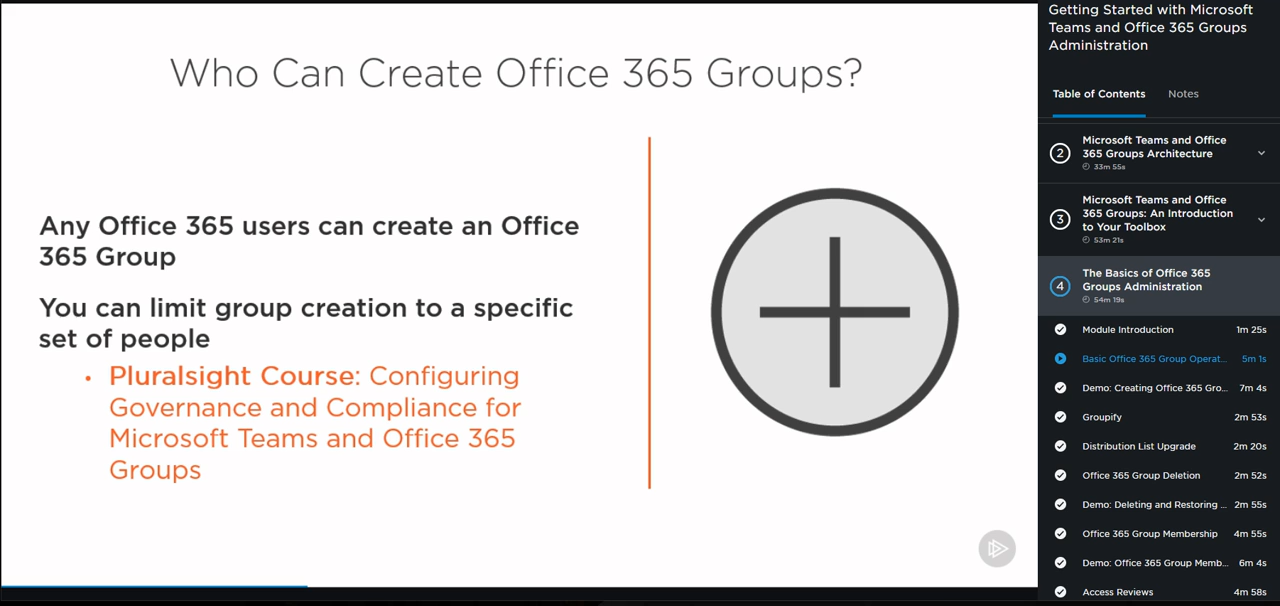 Who Can Create Office 365 Groups?
Any Office 365 users can create an Office
365 Group
You can limit group creation to a specific
set of people
• Pluralsight Course: Configuring
Governance and Compliance for
Microsoft Teams and Office 365
Groups
Getting Started with Microsoft
Teams and Office 365 Groups
Administration
Table of Contents Notes
2 Microsoft Teams and Office
365 Groups Architecture
33m 55s
3 Microsoft Teams and Office
365 Groups: An Introduction
to Your Toolbox
53m 21s
4 The Basics of Office 365
Groups Administration
54m 19s
Module Introduction 1m 25s
Basic Office 365 Group Operat... 5m 1s
Demo: Creating Office 365 Gro... 7m 4s
Groupify 2m 53s
Distribution List Upgrade 2m 20s
Office 365 Group Deletion 2m 52s
Demo: Deleting and Restoring ... 2m 55s
Office 365 Group Membership 4m 55s
Demo: Office 365 Group Memb... 6m 4s
Access Reviews 4m 58s